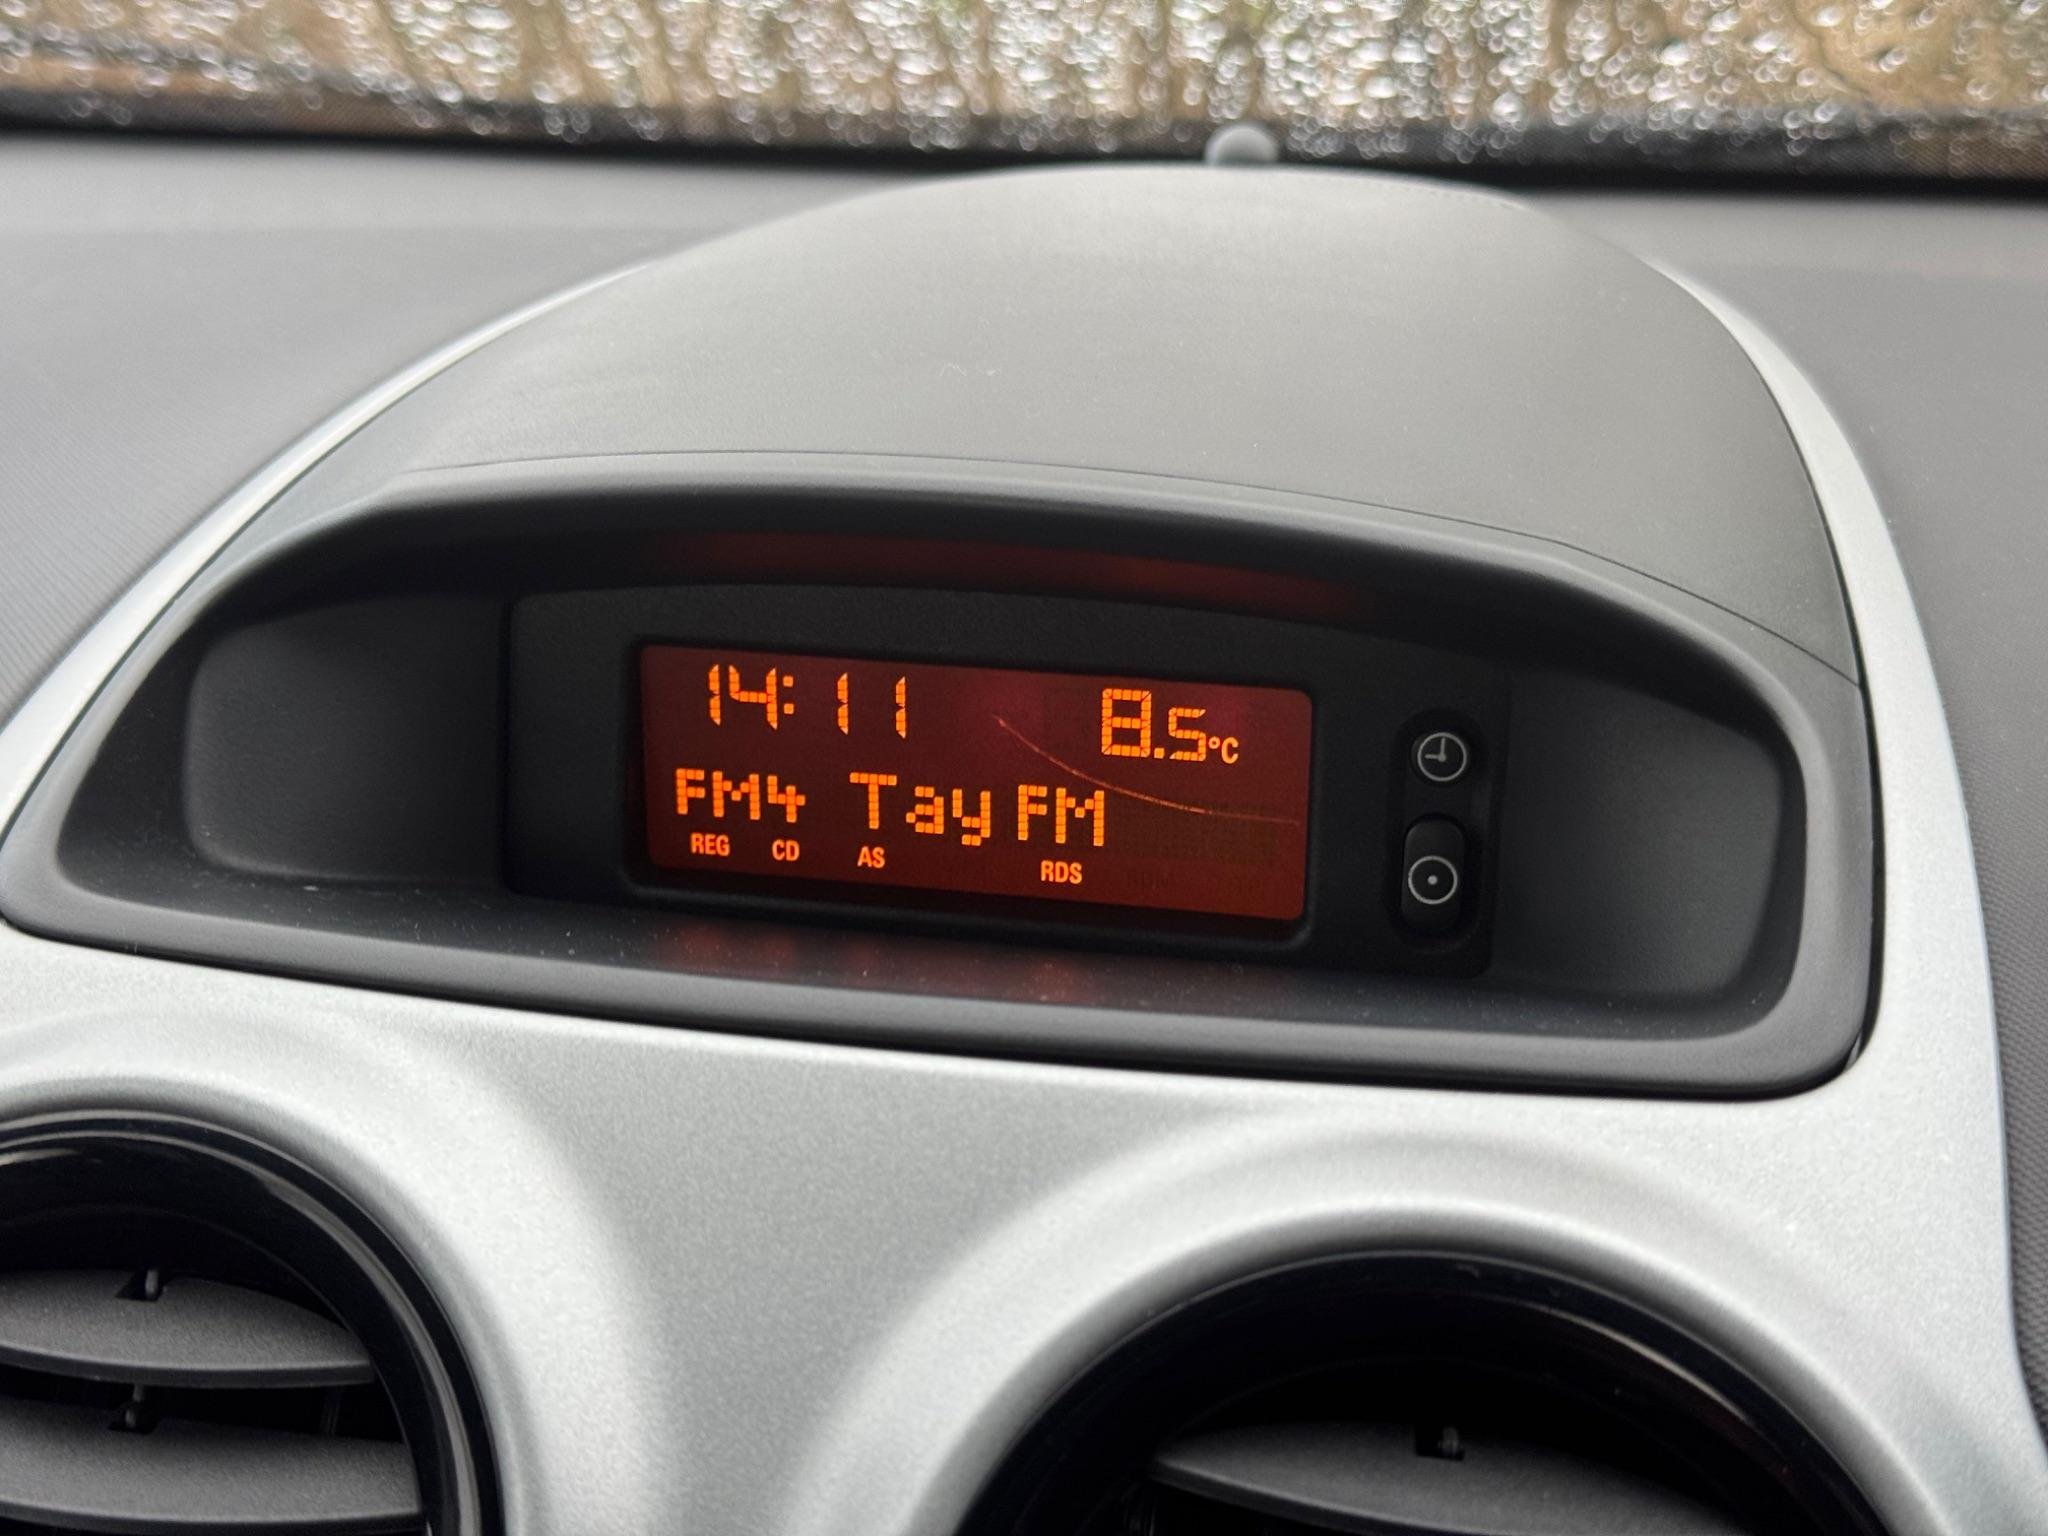 14:11 8.5°C
FM4 Tay FM
REG CD AS RDS